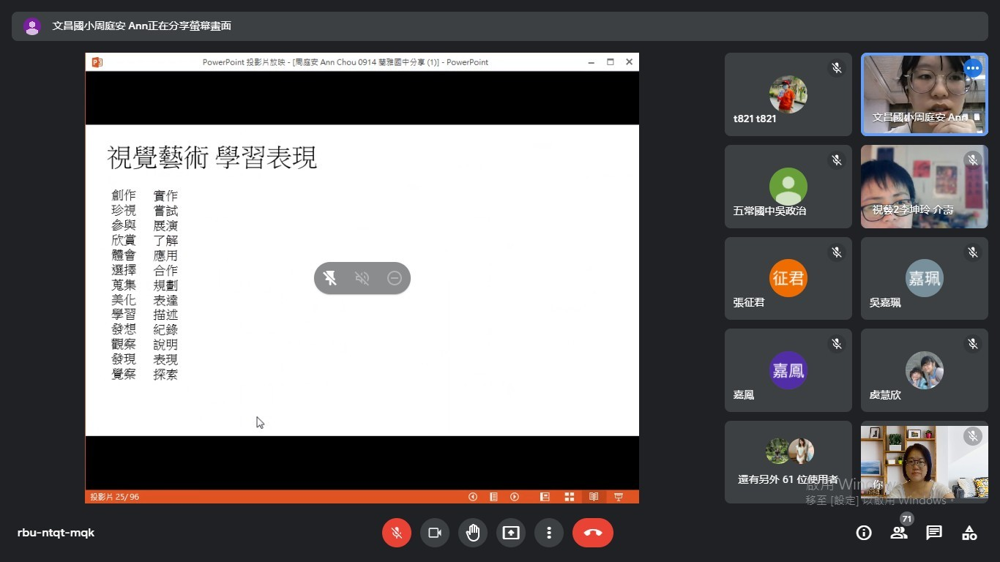 文昌國小周庭安 Ann正在分享螢幕畫面
PowerPoint 投影片放映 - [周庭安 Ann Chou 0914 蘭雅國中分享 (1)] - PowerPoint
視覺藝術 學習表現
創作 實作
珍視 嘗試
參與 展演
欣賞 了解
體會 應用
選擇 合作
蒐集 規劃
美化 表達
學習 描述
發想 紀錄
觀察 說明
發現 表現
覺察 探索
投影片 25/96
t821 t821
文昌國小周庭安 Ann
五常國中吳政治
視藝2李坤玲 介壽
征君
張征君
嘉珮
吳嘉珮
嘉鳳
嘉鳳
虞慧欣
還有另外 61 位使用者
你
啟用 Windows
移至 [設定] 以啟用 Windows。
rbu-ntqt-mqk
71